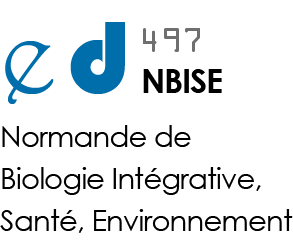 ed 497
NBISE
Normande de
Biologie Intégrative,
Santé, Environnement